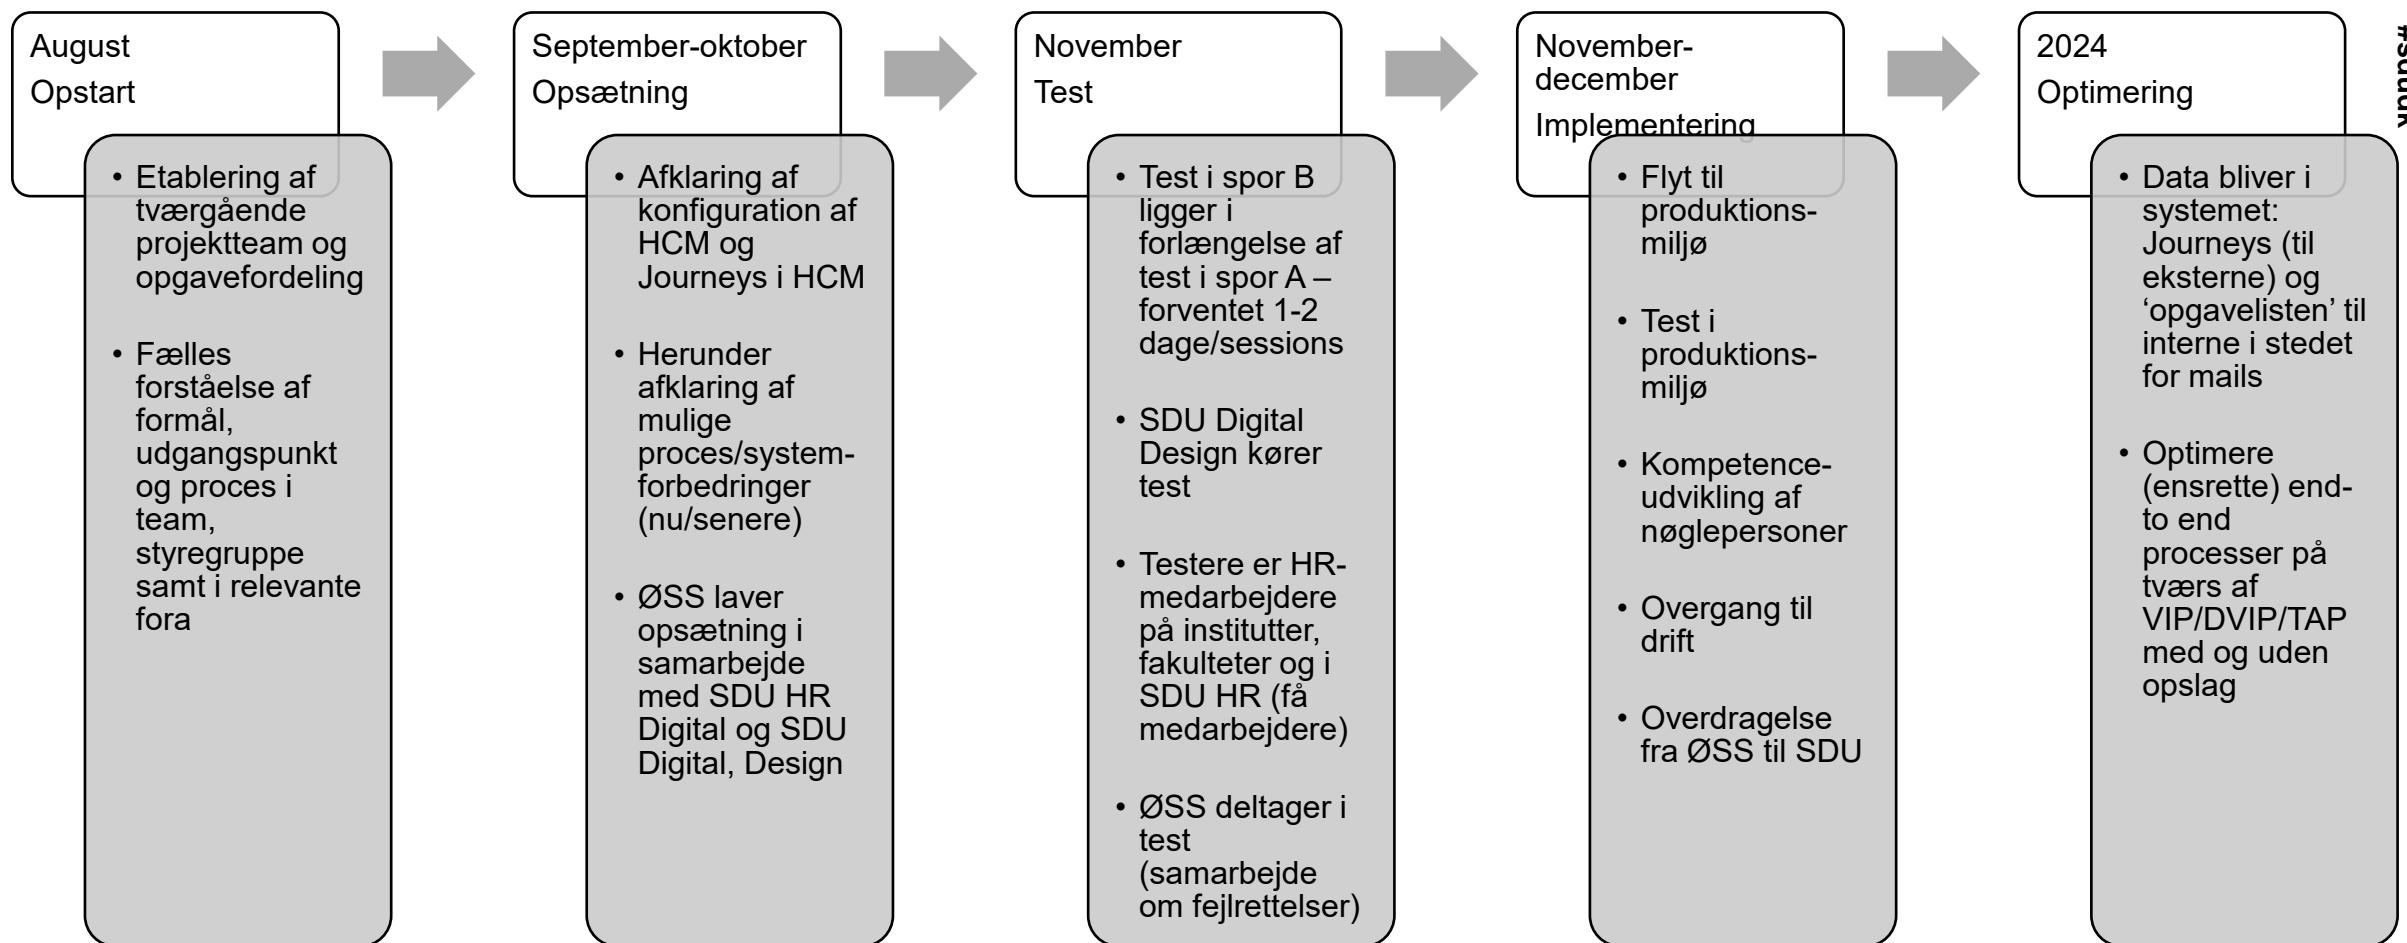 August
Opstart
• Etablering af
tværgående
projektteam og
opgavefordeling
• Fælles
forståelse af
formål,
udgangspunkt
og proces i
team,
styregruppe
samt i relevante
fora
September-oktober
Opsætning
• Afklaring af
konfiguration af
HCM og
Journeys i HCM
• Herunder
afklaring af
mulige
proces/system-
forbedringer
(nu/senere)
• ØSS laver
opsætning i
samarbejde
med SDU HR
Digital og SDU
Digital, Design
November
Test
• Test i spor B
ligger i
forlængelse af
test i spor A –
forventet 1-2
dage/sessions
• SDU Digital
Design kører
test
• Testere er HR-
medarbejdere
på institutter,
fakulteter og i
SDU HR (få
medarbejdere)
• ØSS deltager i
test
(samarbejde
om fejlrettelser)
November-
december
Implementering
• Flyt til
produktions-
miljø
• Test i
produktions-
miljø
• Kompetence-
udvikling af
nøglepersoner
• Overgang til
drift
• Overdragelse
fra ØSS til SDU
2024
Optimering
• Data bliver i
systemet:
Journeys (til
eksterne) og
‘opgavelisten’ til
interne i stedet
for mails
• Optimere
(ensrette) end-
to end
processer på
tværs af
VIP/DVIP/TAP
med og uden
opslag
#sdudk